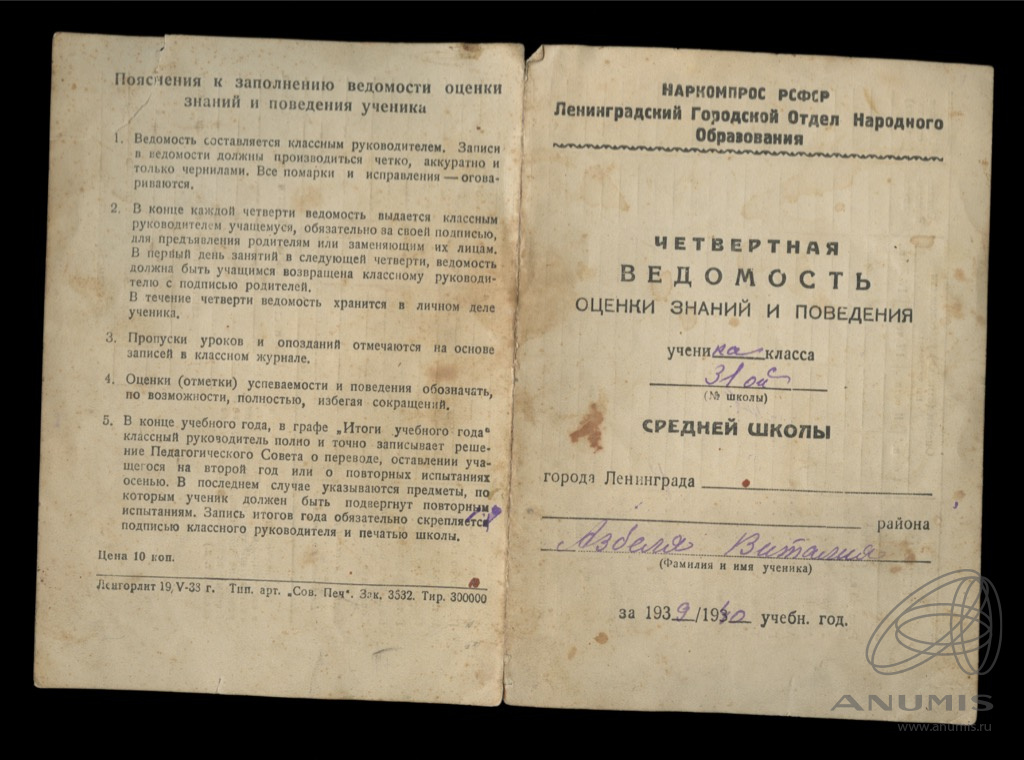 Пояснения к заполнению ведомости оценки
знаний и поведения ученика
1. Ведомость составляется классным руководителем. Записи
в ведомости должны производиться четко, аккуратно и
только чернилами. Все помарки и исправления — огова-
риваются.
2. В конце каждой четверти ведомость выдается классным
руководителем учащемуся, обязательно за своей подписью,
для предъявления родителям или заменяющим их лицам.
В первый день занятий в следующей четверти, ведомость
должна быть учащимся возвращена классному руководи-
телю с подписью родителей.
В течение четверти ведомость хранится в личном деле
ученика.
3. Пропуски уроков и опозданий отмечаются на основе
записей в классном журнале.
4. Оценки (отметки) успеваемости и поведения обозначать,
по возможности, полностью, избегая сокращений.
5. В конце учебного года, в графе „Итоги учебного года“
классный руководитель полно и точно записывает реше-
ние Педагогического Совета о переводе, оставлении уча-
щегося на второй год или о повторных испытаниях
осенью. В последнем случае указываются предметы, по
которым ученик должен быть подвергнут повторным
испытаниям. Запись итогов года обязательно скрепляется
подписью классного руководителя и печатью школы.
Цена 10 коп.
Ленгорлит 19/V-38 г. Тип. арт. „Сов. Печ“. Зак. 3532. Тир. 300000
НАРКОМПРОС РСФСР
Ленинградский Городской Отдел Народного
Образования
ЧЕТВЕРТНАЯ
ВЕДОМОСТЬ
ОЦЕНКИ ЗНАНИЙ И ПОВЕДЕНИЯ
ученика класса
31ой
(№ школы)
СРЕДНЕЙ ШКОЛЫ
города Ленинграда
района
Азбеля Виталия
(Фамилия и имя ученика)
за 1939/1940 учебн. год.
ANUMIS
www.anumis.ru